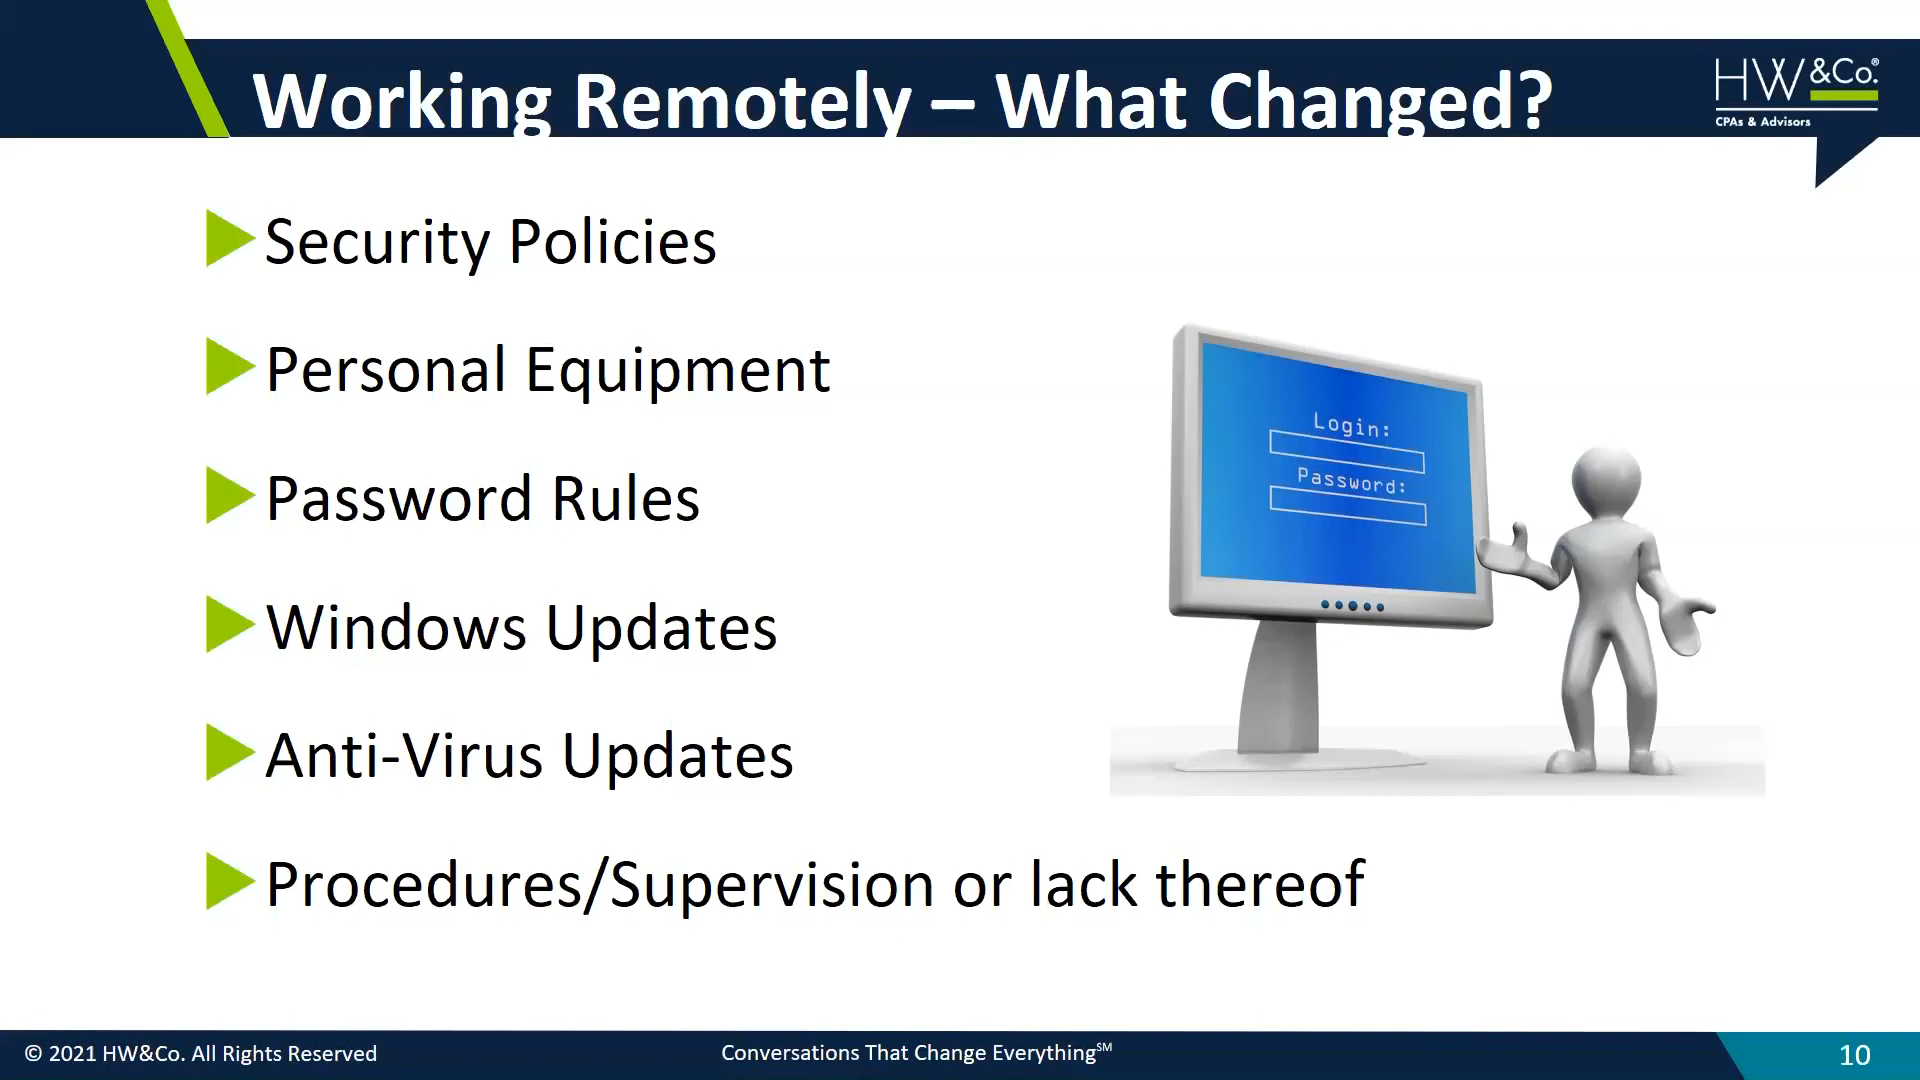 Working Remotely – What Changed?
HW&Co.®
CPAs & Advisors
Security Policies
Personal Equipment
Password Rules
Windows Updates
Anti-Virus Updates
Procedures/Supervision or lack thereof
Login:
Password:
© 2021 HW&Co. All Rights Reserved
Conversations That Change Everything℠
10